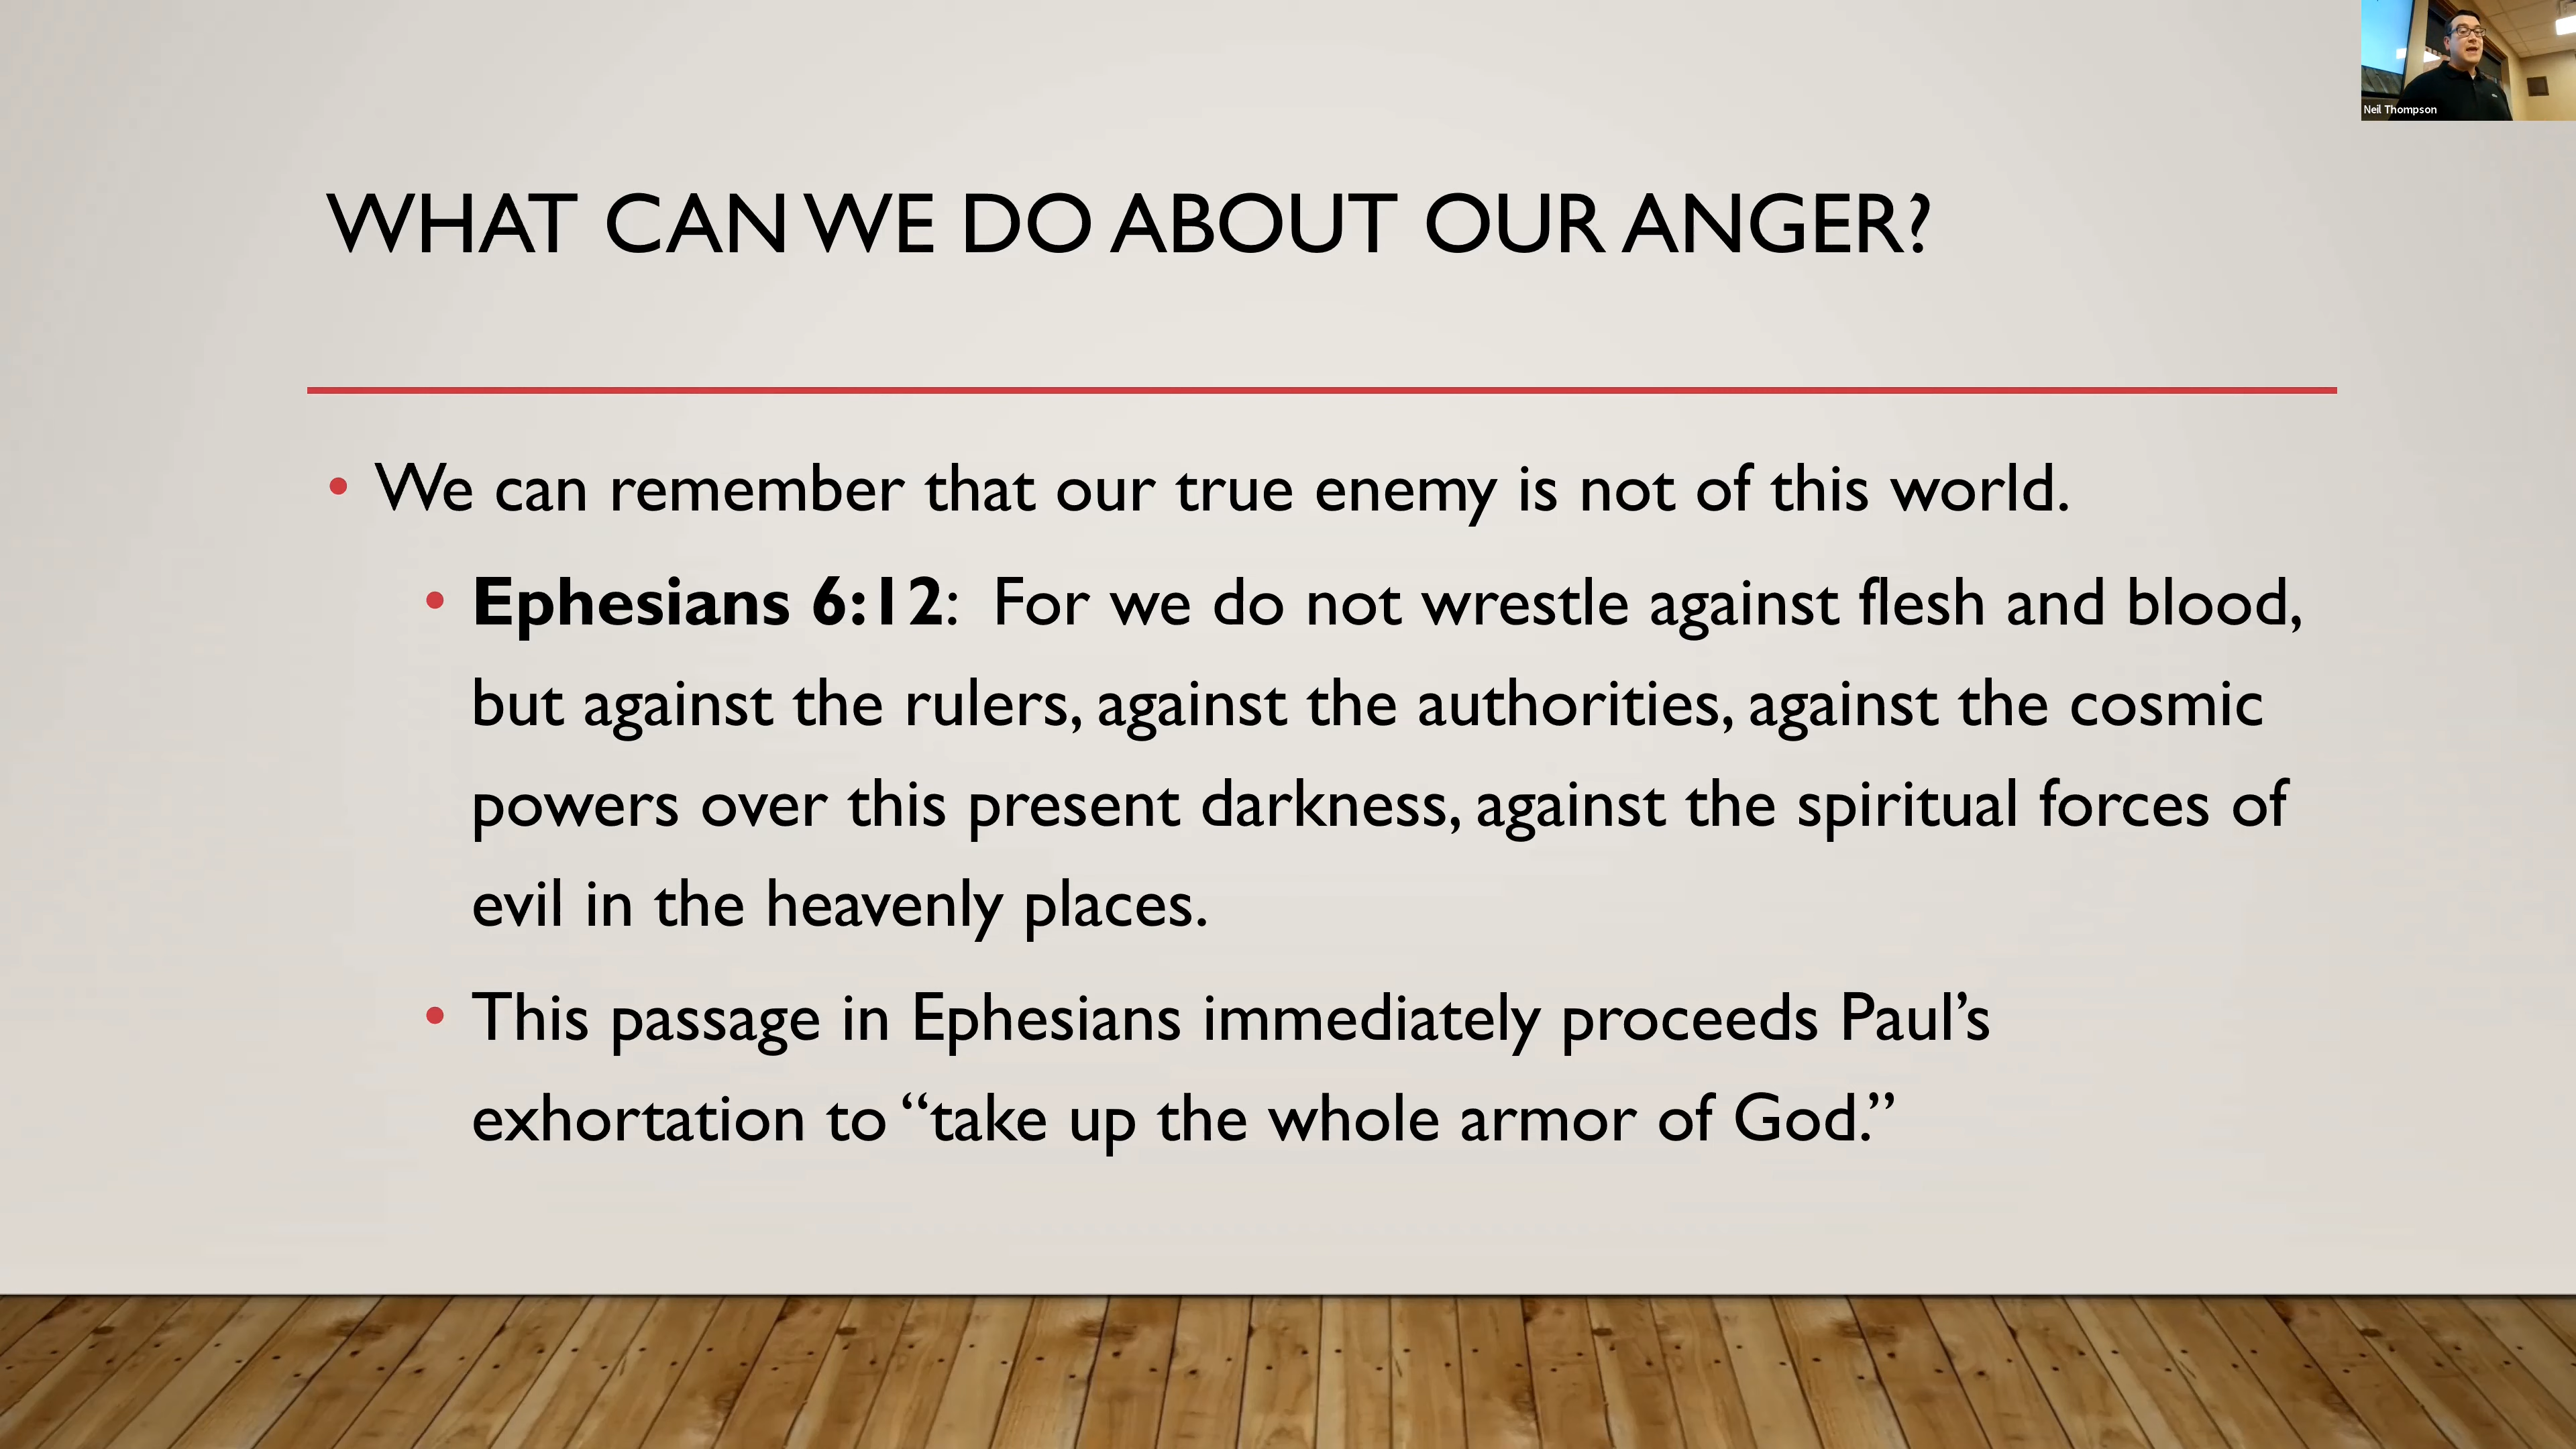 Neil Thompson
WHAT CAN WE DO ABOUT OUR ANGER?
• We can remember that our true enemy is not of this world.
• Ephesians 6:12:  For we do not wrestle against flesh and blood,
but against the rulers, against the authorities, against the cosmic
powers over this present darkness, against the spiritual forces of
evil in the heavenly places.
• This passage in Ephesians immediately proceeds Paul’s
exhortation to “take up the whole armor of God.”